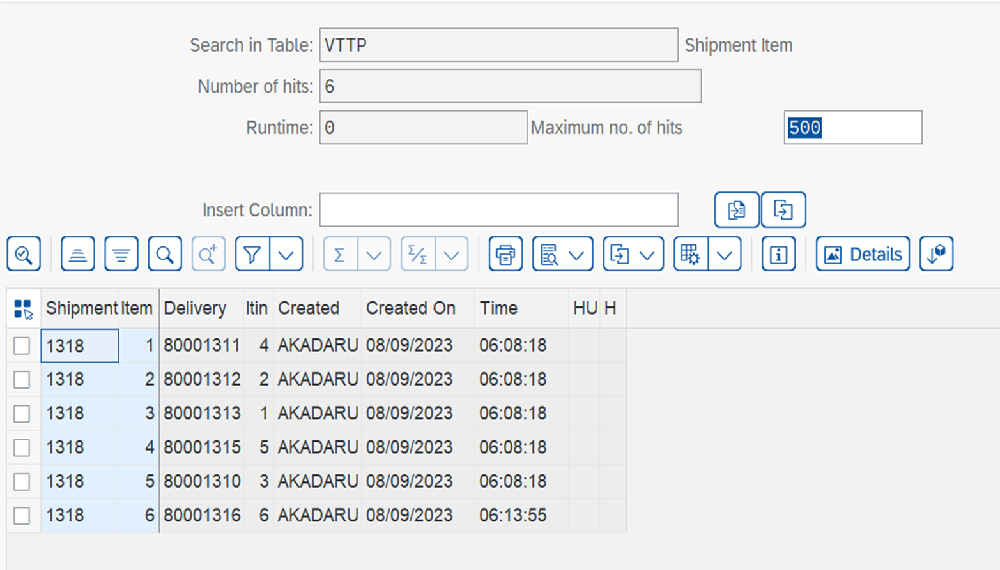 Search in Table: VTTP Shipment Item
Number of hits: 6
Runtime: 0 Maximum no. of hits 500
Insert Column:
Details
Shipment Item Delivery Itin Created Created On Time HU H
1318 1 80001311 4 AKADARU 08/09/2023 06:08:18
1318 2 80001312 2 AKADARU 08/09/2023 06:08:18
1318 3 80001313 1 AKADARU 08/09/2023 06:08:18
1318 4 80001315 5 AKADARU 08/09/2023 06:08:18
1318 5 80001310 3 AKADARU 08/09/2023 06:08:18
1318 6 80001316 6 AKADARU 08/09/2023 06:13:55